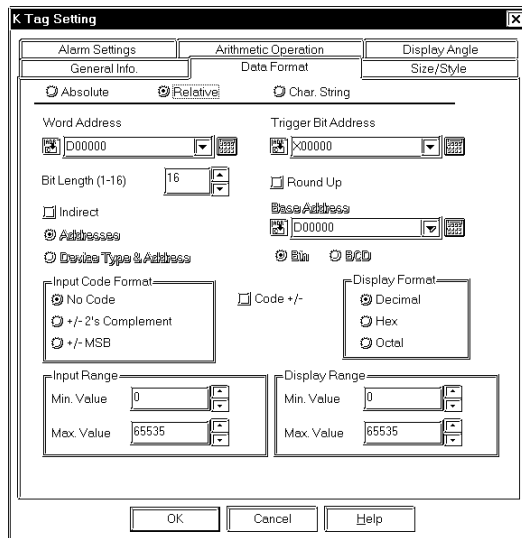 K Tag Setting
Alarm Settings Arithmetic Operation Display Angle
General Info. Data Format Size/Style
Absolute Relative Char. String
Word Address Trigger Bit Address
D00000 X00000
Bit Length (1-16) 16 Round Up
Indirect Base Address
D00000
Addresses
Device Type & Address Bin BCD
Input Code Format Display Format
No Code Code +/- Decimal
+/- 2's Complement Hex
+/- MSB Octal
Input Range Display Range
Min. Value 0 Min. Value 0
Max. Value 65535 Max. Value 65535
OK Cancel Help